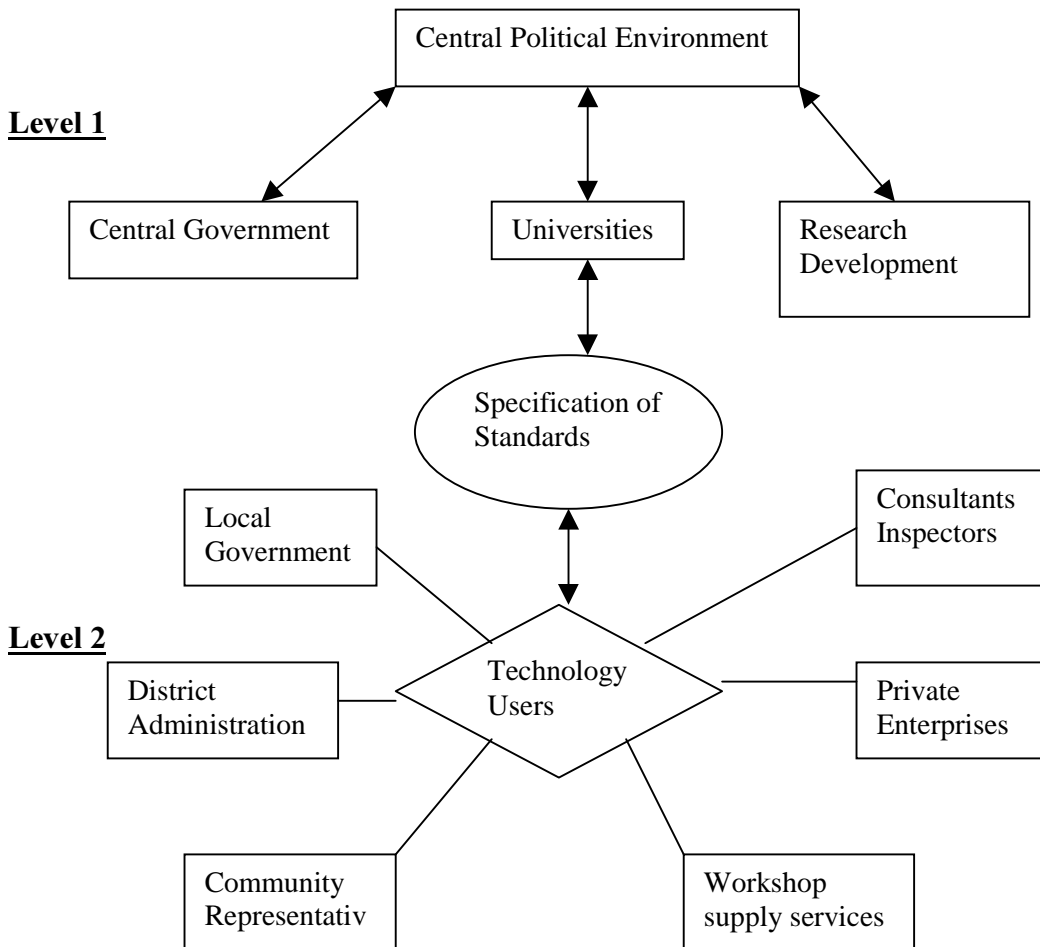 Central Political Environment
Level 1
Central Government
Universities
Research
Development
Specification of
Standards
Local
Government
Consultants
Inspectors
Level 2
Technology
Users
District
Administration
Private
Enterprises
Community
Representativ
Workshop
supply services